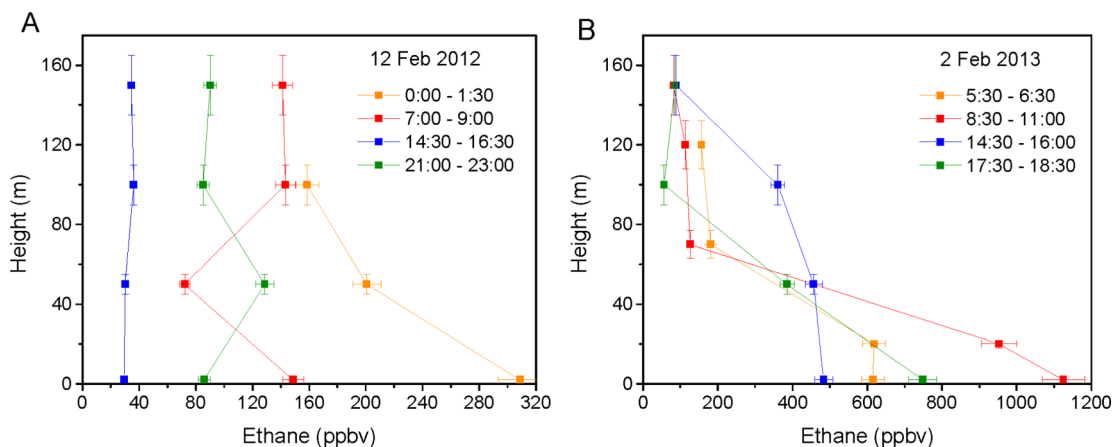 A
12 Feb 2012
0:00 - 1:30
7:00 - 9:00
14:30 - 16:30
21:00 - 23:00
160
120
80
40
0
Height (m)
0 40 80 120 160 200 240 280 320
Ethane (ppbv)
B
2 Feb 2013
5:30 - 6:30
8:30 - 11:00
14:30 - 16:00
17:30 - 18:30
160
120
80
40
0
Height (m)
0 200 400 600 800 1000 1200
Ethane (ppbv)